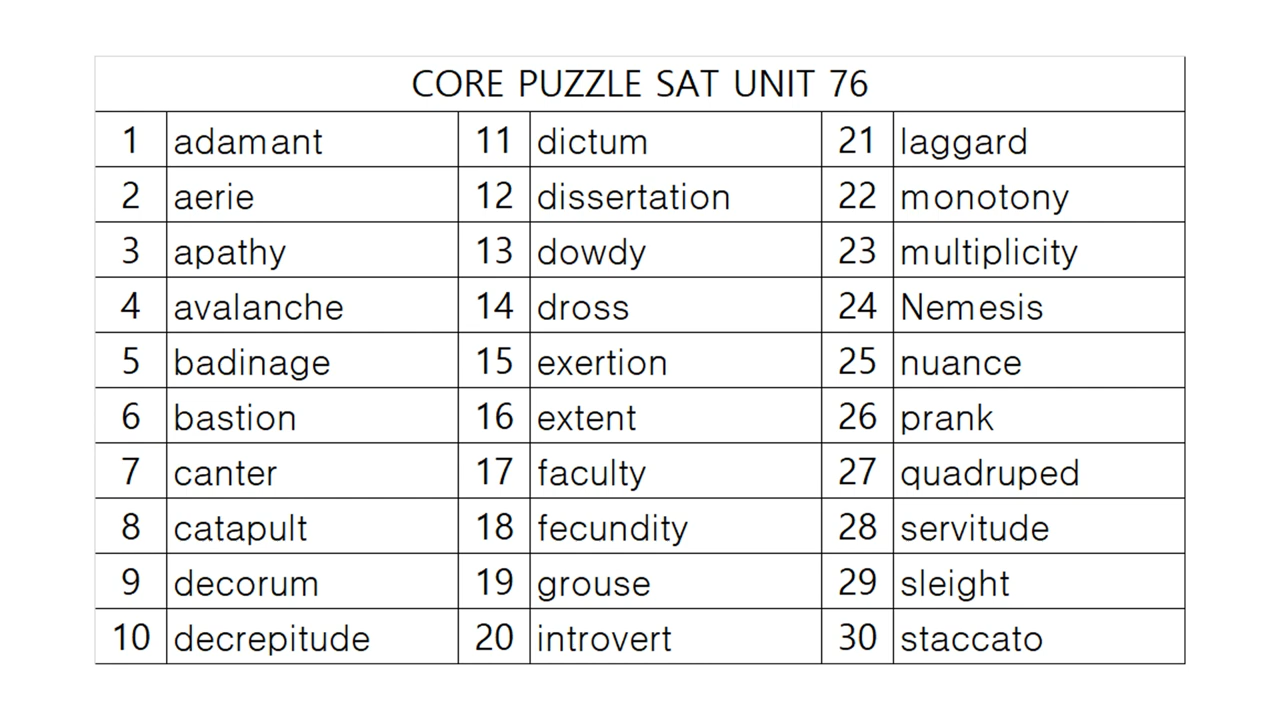 CORE PUZZLE SAT UNIT 76
1 adamant 11 dictum 21 laggard
2 aerie 12 dissertation 22 monotony
3 apathy 13 dowdy 23 multiplicity
4 avalanche 14 dross 24 Nemesis
5 badinage 15 exertion 25 nuance
6 bastion 16 extent 26 prank
7 canter 17 faculty 27 quadruped
8 catapult 18 fecundity 28 servitude
9 decorum 19 grouse 29 sleight
10 decrepitude 20 introvert 30 staccato